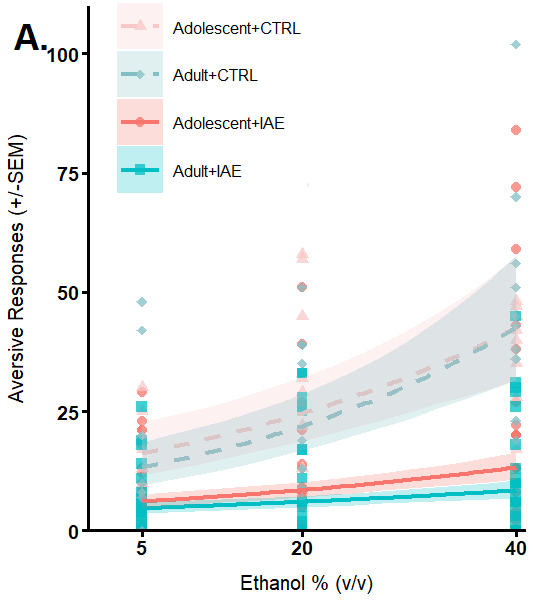 A.
Adolescent+CTRL
Adult+CTRL
Adolescent+IAE
Adult+IAE
Aversive Responses (+/-SEM)
100
75
50
25
0
5 20 40
Ethanol % (v/v)